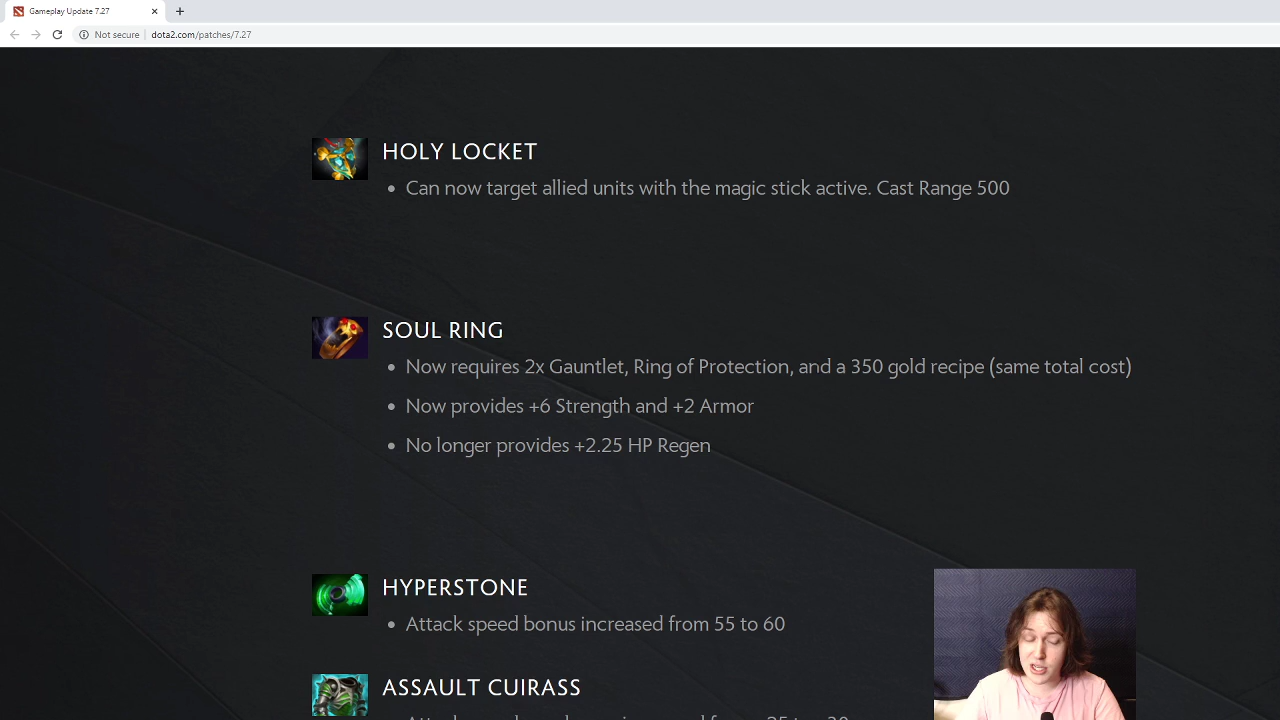 Gameplay Update 7.27
Not secure
dota2.com/patches/7.27
HOLY LOCKET
Can now target allied units with the magic stick active. Cast Range 500
SOUL RING
Now requires 2x Gauntlet, Ring of Protection, and a 350 gold recipe (same total cost)
Now provides +6 Strength and +2 Armor
No longer provides +2.25 HP Regen
HYPERSTONE
Attack speed bonus increased from 55 to 60
ASSAULT CUIRASS